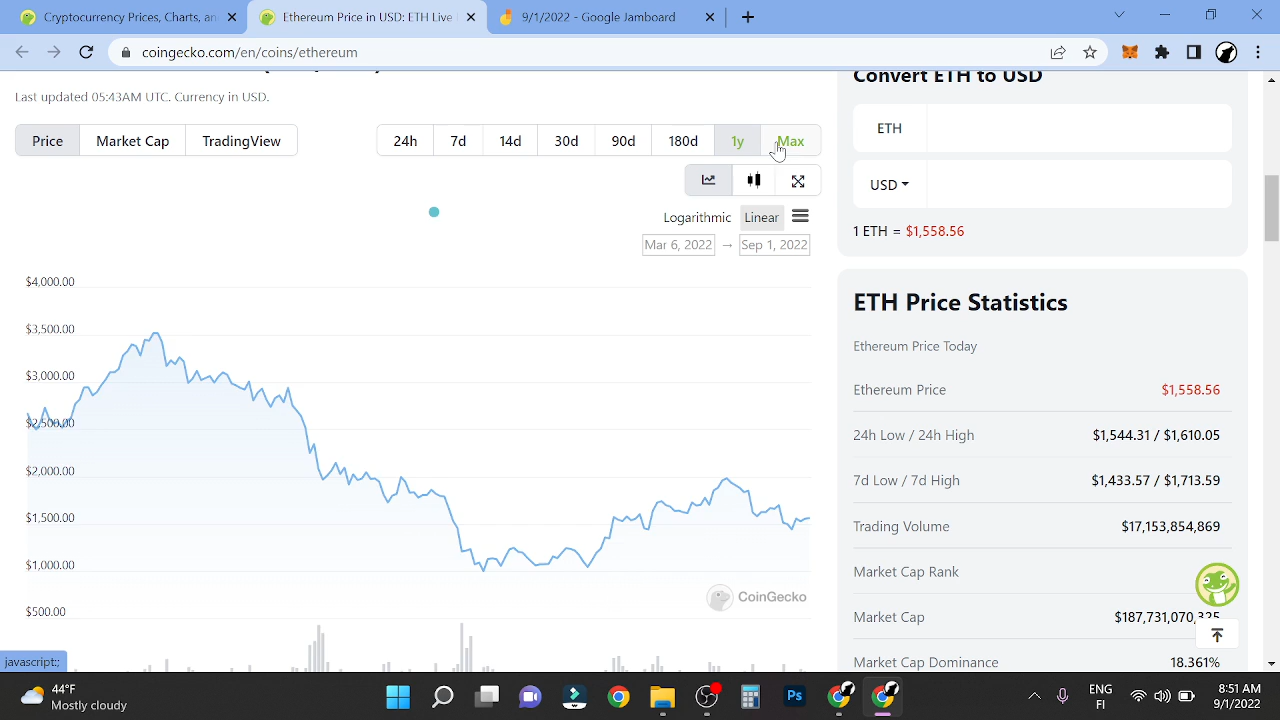 Cryptocurrency Prices, Charts, and
Ethereum Price in USD: ETH Live
9/1/2022 - Google Jamboard
coingecko.com/en/coins/ethereum
Last updated 05:43AM UTC. Currency in USD.
Price
Market Cap
TradingView
24h
7d
14d
30d
90d
180d
1y
Max
Logarithmic
Linear
Mar 6, 2022 → Sep 1, 2022
$4,000.00
$3,500.00
$3,000.00
$2,500.00
$2,000.00
$1,500.00
$1,000.00
$500.00
CoinGecko
Convert ETH to USD
ETH
USD
1 ETH = $1,558.56
ETH Price Statistics
Ethereum Price Today
Ethereum Price $1,558.56
24h Low / 24h High $1,544.31 / $1,610.05
7d Low / 7d High $1,433.57 / $1,713.59
Trading Volume $17,153,854,869
Market Cap Rank
Market Cap $187,731,070,325
Market Cap Dominance 18.361%
44°F
Mostly cloudy
Ps
ENG
FI
8:51 AM
9/1/2022